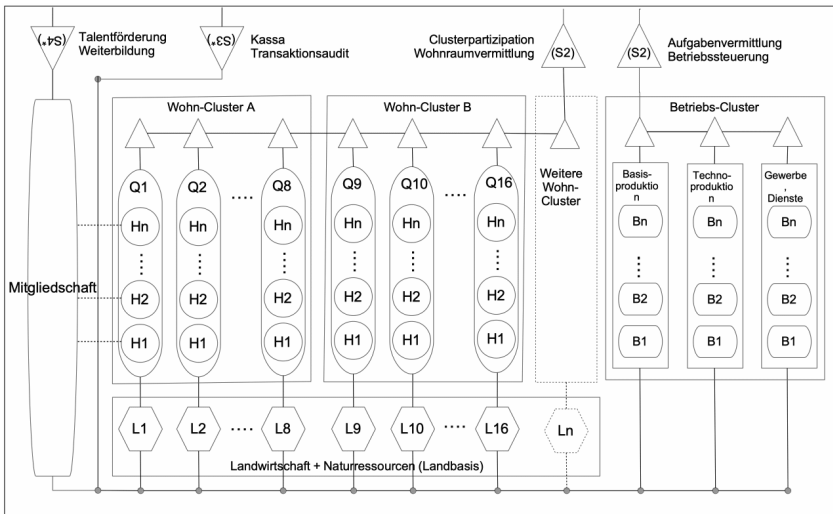 (S4*)
Talentförderung
Weiterbildung
(S3*)
Kassa
Transaktionsaudit
Clusterpartizipation
Wohnraumvermittlung
(S2)
(S2)
Aufgabenvermittlung
Betriebssteuerung
Wohn-Cluster A
Wohn-Cluster B
Betriebs-Cluster
Q1 Q2 .... Q8 Q9 Q10 .... Q16
Weitere
Wohn-
Cluster
Basis-
produktio
n
Techno-
produktio
n
Gewerbe
,
Dienste
Hn Hn Hn Hn Hn Hn
Bn Bn Bn
Mitgliedschaft
H2 H2 H2 H2 H2 H2
B2 B2 B2
H1 H1 H1 H1 H1 H1
B1 B1 B1
L1 L2 .... L8 L9 L10 .... L16 Ln
Landwirtschaft + Naturressourcen (Landbasis)